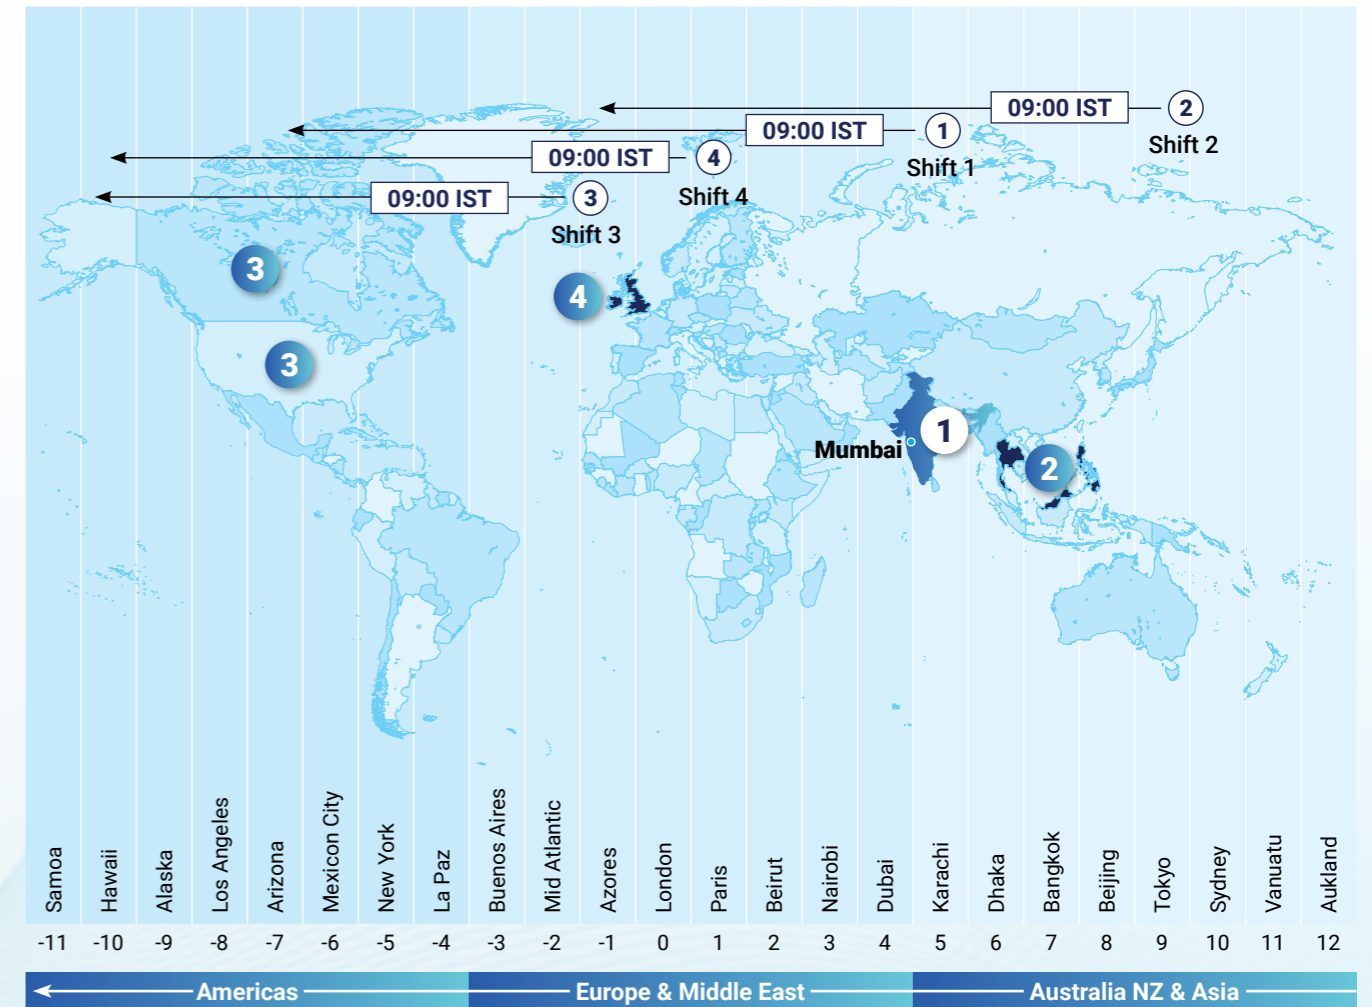 09:00 IST
2
Shift 2
09:00 IST
1
Shift 1
09:00 IST
4
Shift 4
09:00 IST
3
Shift 3
3
4
3
1
Mumbai
2
Samoa
Hawaii
Alaska
Los Angeles
Arizona
Mexicon City
New York
La Paz
Buenos Aires
Mid Atlantic
Azores
London
Paris
Beirut
Nairobi
Dubai
Karachi
Dhaka
Bangkok
Beijing
Tokyo
Sydney
Vanuatu
Aukland
-11 -10 -9 -8 -7 -6 -5 -4 -3 -2 -1 0 1 2 3 4 5 6 7 8 9 10 11 12
Americas Europe & Middle East Australia NZ & Asia